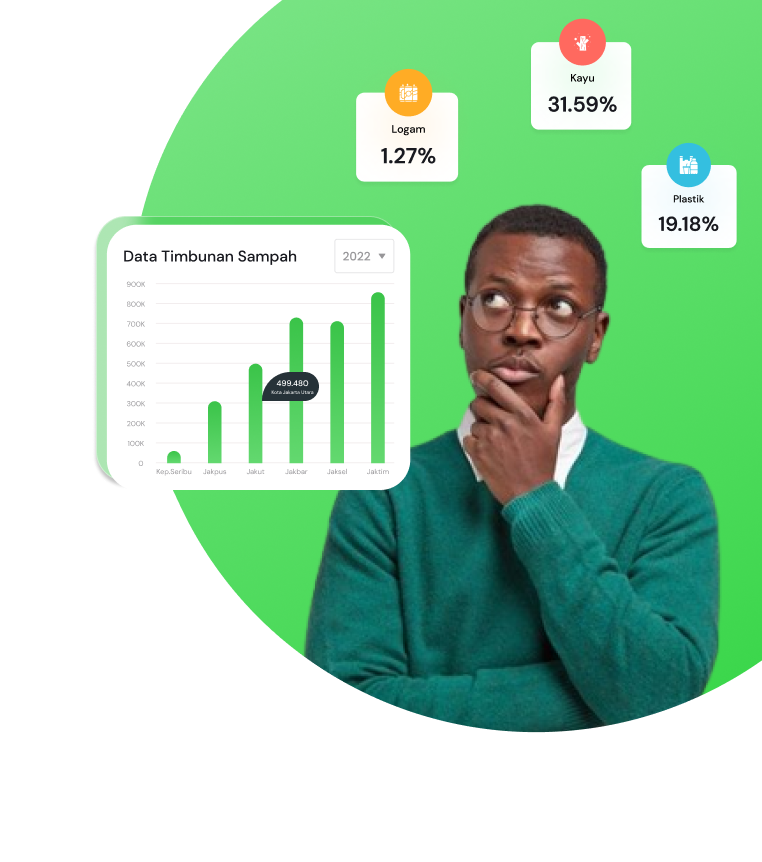 Kayu
31.59%
Logam
1.27%
Plastik
19.18%
Data Timbunan Sampah
2022
900K
800K
700K
600K
500K
400K
300K
200K
100K
0
499.480
Kota Jakarta Utara
Kep.Seribu Jakpus Jakut Jakbar Jaksel Jaktim